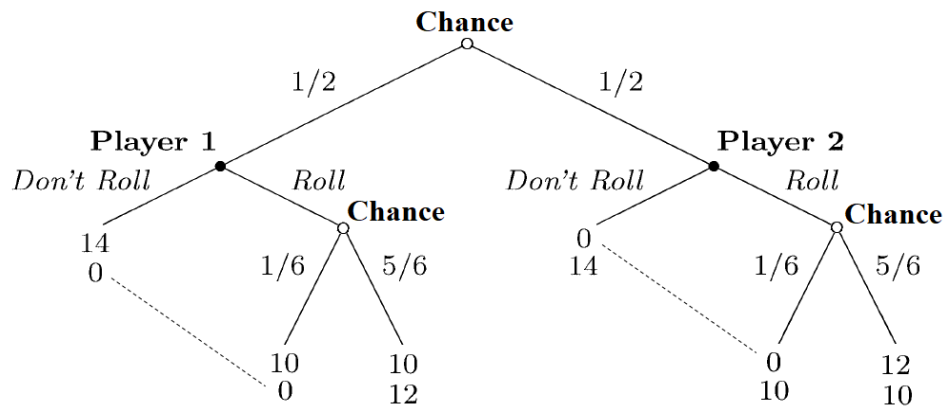 Chance
1/2 1/2
Player 1 Player 2
Don't Roll Roll Don't Roll Roll
Chance Chance
14 0
0 14
1/6 5/6 1/6 5/6
10 10 0 12
0 12 10 10